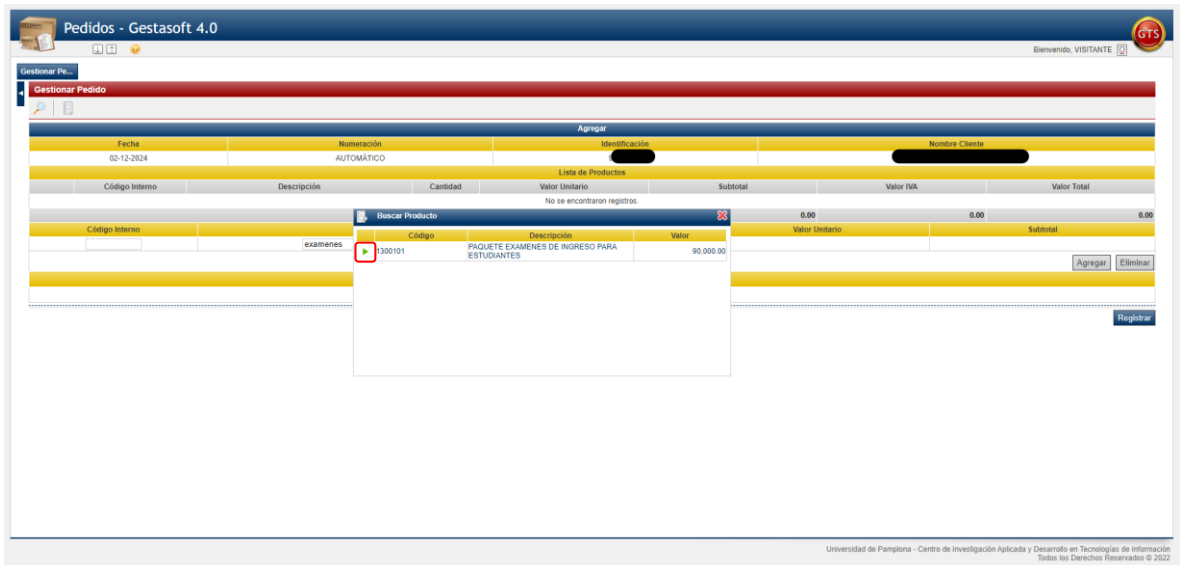 Pedidos - Gestasoft 4.0
GTS
Bienvenido, VISITANTE
Gestionar Pe...
Gestionar Pedido
Agregar
Fecha Numeración Identificación Nombre Cliente
02-12-2024 AUTOMÁTICO
Lista de Productos
Código Interno Descripción Cantidad Valor Unitario Subtotal Valor IVA Valor Total
No se encontraron registros.
0.00 0.00 0.00
Buscar Producto
Código Descripción Valor
1300101 PAQUETE EXAMENES DE INGRESO PARA ESTUDIANTES 90,000.00
Código Interno Valor Unitario Subtotal
examenes
Agregar Eliminar
Registrar
Universidad de Pamplona - Centro de Investigación Aplicada y Desarrollo en Tecnologías de Información
Todos los Derechos Reservados © 2022